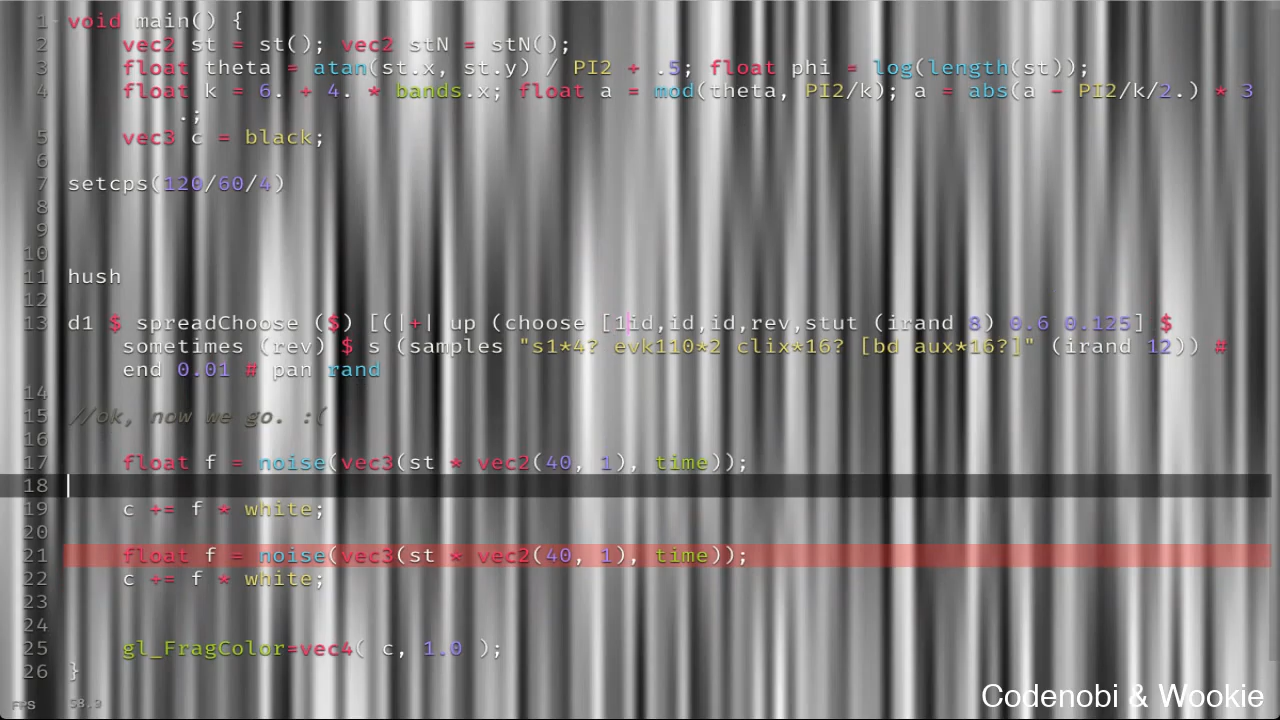 1 void main() {
2 vec2 st = st(); vec2 stN = stN();
3 float theta = atan(st.x, st.y) / PI2 + .5; float phi = log(length(st));
4 float k = 6. + 4. * bands.x; float a = mod(theta, PI2/k); a = abs(a - PI2/k/2.) * 3
.;
5 vec3 c = black;
6
7 setcps(120/60/4)
8
9
10
11 hush
12
13 d1 $ spreadChoose ($) [(|+| up (choose [1id,id,id,rev,stut (irand 8) 0.6 0.125] $
sometimes (rev) $ s (samples "s1*4? evk110*2 clix*16? [bd aux*16?]" (irand 12)) #
end 0.01 # pan rand
14
15 //ok, now we go. :(
16
17 float f = noise(vec3(st * vec2(40, 1), time));
18
19 c += f * white;
20
21 float f = noise(vec3(st * vec2(40, 1), time));
22 c += f * white;
23
24
25 gl_FragColor=vec4( c, 1.0 );
26 }
FPS
Codenobi & Wookie